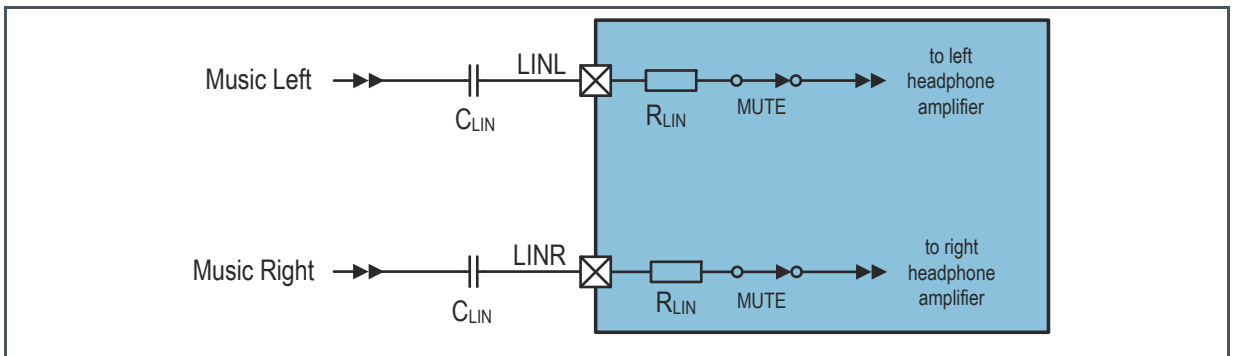 Music Left
LINL
CLIN
RLIN
MUTE
to left
headphone
amplifier
Music Right
LINR
CLIN
RLIN
MUTE
to right
headphone
amplifier